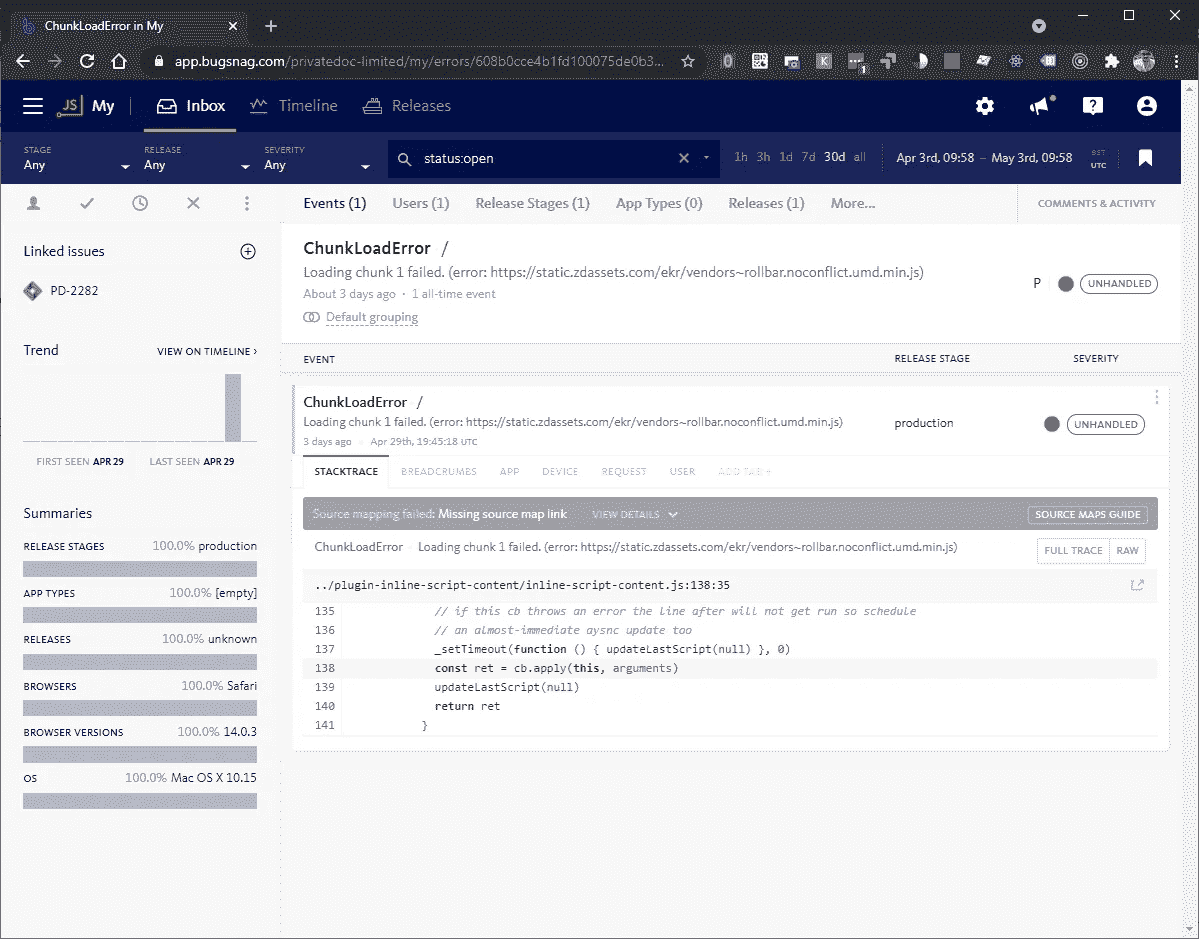 ChunkLoadError in My
app.bugsnag.com/privatedoc-limited/my/errors/608b0cce4b1fd100075de0b3...
JS My Inbox Timeline Releases
STAGE RELEASE SEVERITY
Any Any Any
status:open
1h 3h 1d 7d 30d all
Apr 3rd, 09:58 – May 3rd, 09:58
BST
UTC
Events (1) Users (1) Release Stages (1) App Types (0) Releases (1) More...
COMMENTS & ACTIVITY
Linked issues
PD-2282
Trend VIEW ON TIMELINE ›
FIRST SEEN APR 29 LAST SEEN APR 29
Summaries
RELEASE STAGES 100.0% production
APP TYPES 100.0% [empty]
RELEASES 100.0% unknown
BROWSERS 100.0% Safari
BROWSER VERSIONS 100.0% 14.0.3
OS 100.0% Mac OS X 10.15
ChunkLoadError /
Loading chunk 1 failed. (error: https://static.zdassets.com/ekr/vendors~rollbar.noconflict.umd.min.js)
About 3 days ago · 1 all-time event
Default grouping
P UNHANDLED
EVENT RELEASE STAGE SEVERITY
ChunkLoadError /
Loading chunk 1 failed. (error: https://static.zdassets.com/ekr/vendors~rollbar.noconflict.umd.min.js)
3 days ago Apr 29th, 19:45:18 UTC
production
UNHANDLED
STACKTRACE BREADCRUMBS APP DEVICE REQUEST USER ADD TAB +
Source mapping failed: Missing source map link VIEW DETAILS SOURCE MAPS GUIDE
ChunkLoadError Loading chunk 1 failed. (error: https://static.zdassets.com/ekr/vendors~rollbar.noconflict.umd.min.js)
FULL TRACE RAW
../plugin-inline-script-content/inline-script-content.js:138:35
135 // if this cb throws an error the line after will not get run so schedule
136 // an almost-immediate aysnc update too
137 _setTimeout(function () { updateLastScript(null) }, 0)
138 const ret = cb.apply(this, arguments)
139 updateLastScript(null)
140 return ret
141 }